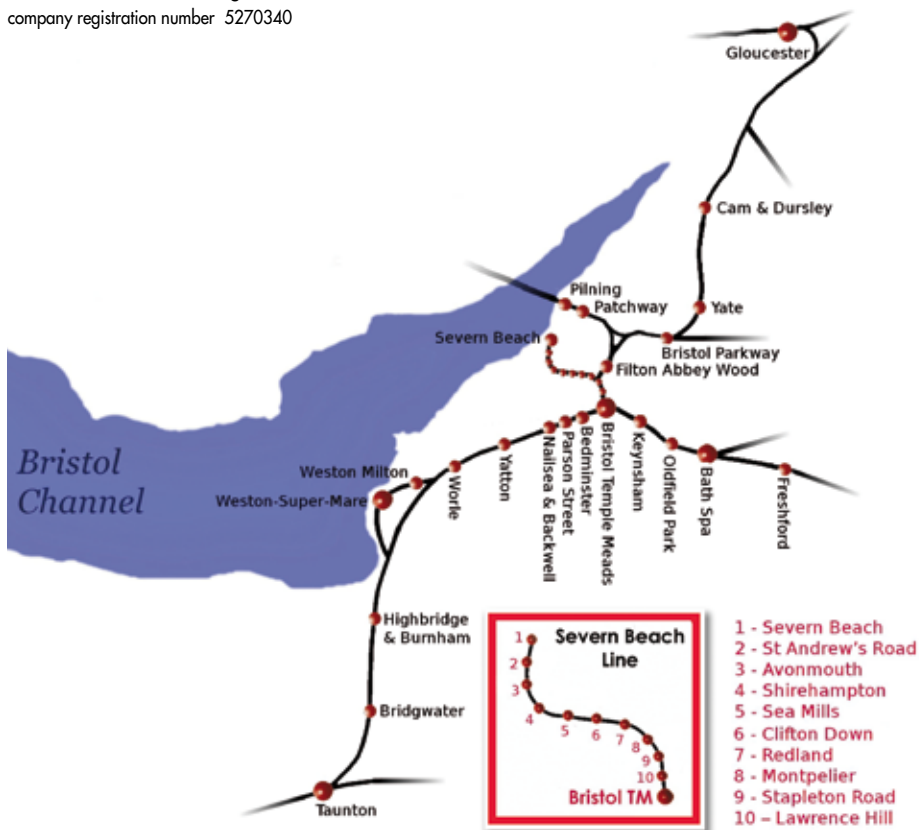 company registration number 5270340
Gloucester
Cam & Dursley
Pilning
Patchway
Yate
Severn Beach
Bristol Parkway
Filton Abbey Wood
Bristol
Channel
Weston Milton
Weston-Super-Mare
Worle
Yatton
Nailsea & Backwell
Parson Street
Bedminster
Bristol Temple Meads
Keynsham
Oldfield Park
Bath Spa
Freshford
Highbridge
& Burnham
Bridgwater
Taunton
Severn Beach
Line
1
2
3
4
5
6
7
8
9
10
Bristol TM
1 - Severn Beach
2 - St Andrew's Road
3 - Avonmouth
4 - Shirehampton
5 - Sea Mills
6 - Clifton Down
7 - Redland
8 - Montpelier
9 - Stapleton Road
10 – Lawrence Hill